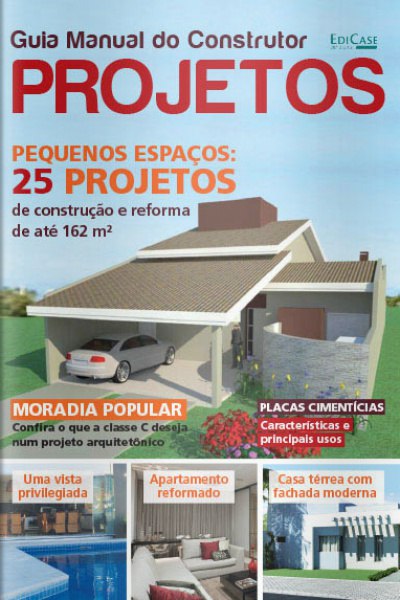 Guia Manual do Construtor
EDICASE
PROJETOS
PEQUENOS ESPAÇOS:
25 PROJETOS
de construção e reforma
de até 162 m²
MORADIA POPULAR
Confira o que a classe C deseja
num projeto arquitetônico
PLACAS CIMENTÍCIAS
Características e
principais usos
Uma vista
privilegiada
Apartamento
reformado
Casa térrea com
fachada moderna